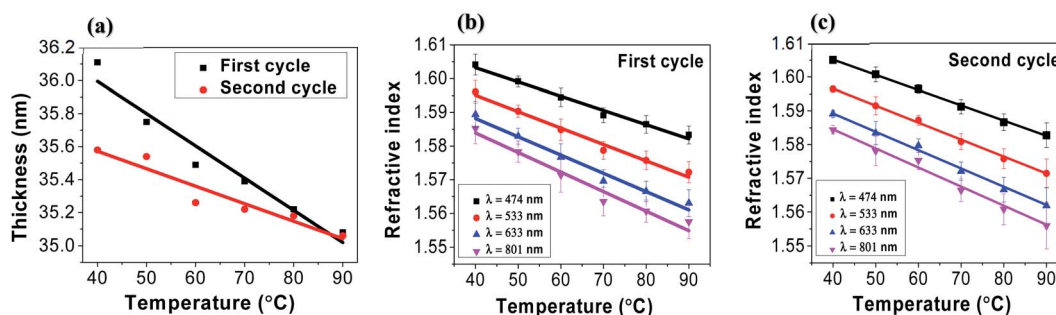 (a)
36.2
36.0
35.8
35.6
35.4
35.2
35.0
Thickness (nm)
First cycle
Second cycle
40 50 60 70 80 90
Temperature (°C)
(b)
1.61
1.60
1.59
1.58
1.57
1.56
1.55
Refractive index
First cycle
λ = 474 nm
λ = 533 nm
λ = 633 nm
λ = 801 nm
40 50 60 70 80 90
Temperature (°C)
(c)
1.61
1.60
1.59
1.58
1.57
1.56
1.55
Refractive index
Second cycle
λ = 474 nm
λ = 533 nm
λ = 633 nm
λ = 801 nm
40 50 60 70 80 90
Temperature (°C)